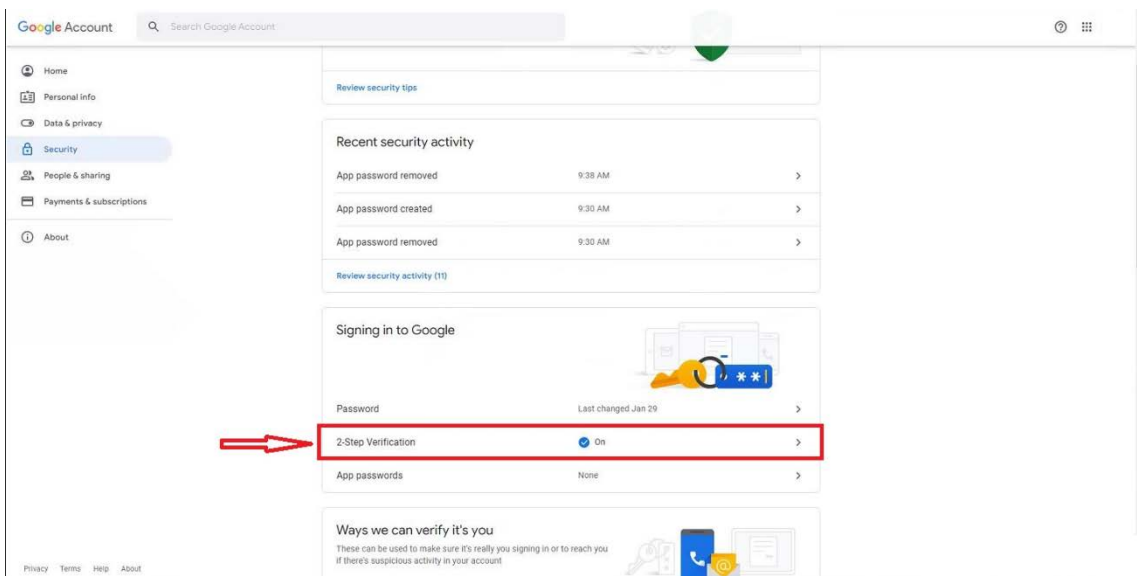 Google Account
Search Google Account
Home
Personal info
Data & privacy
Security
People & sharing
Payments & subscriptions
About
Review security tips
Recent security activity
App password removed 9:38 AM
App password created 9:30 AM
App password removed 9:30 AM
Review security activity (11)
Signing in to Google
**
Password Last changed Jan 29
2-Step Verification On
App passwords None
Ways we can verify it's you
These can be used to make sure it's really you signing in or to reach you
if there's suspicious activity in your account
@
Privacy Terms Help About